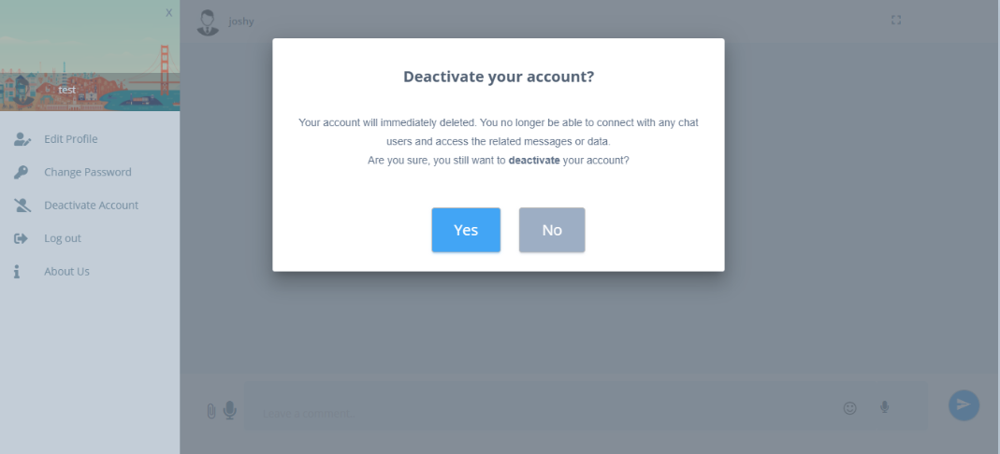 X
joshy
test
Edit Profile
Change Password
Deactivate Account
Log out
About Us
Deactivate your account?
Your account will immediately deleted. You no longer be able to connect with any chat
users and access the related messages or data.
Are you sure, you still want to deactivate your account?
Yes
No
Leave a comment.